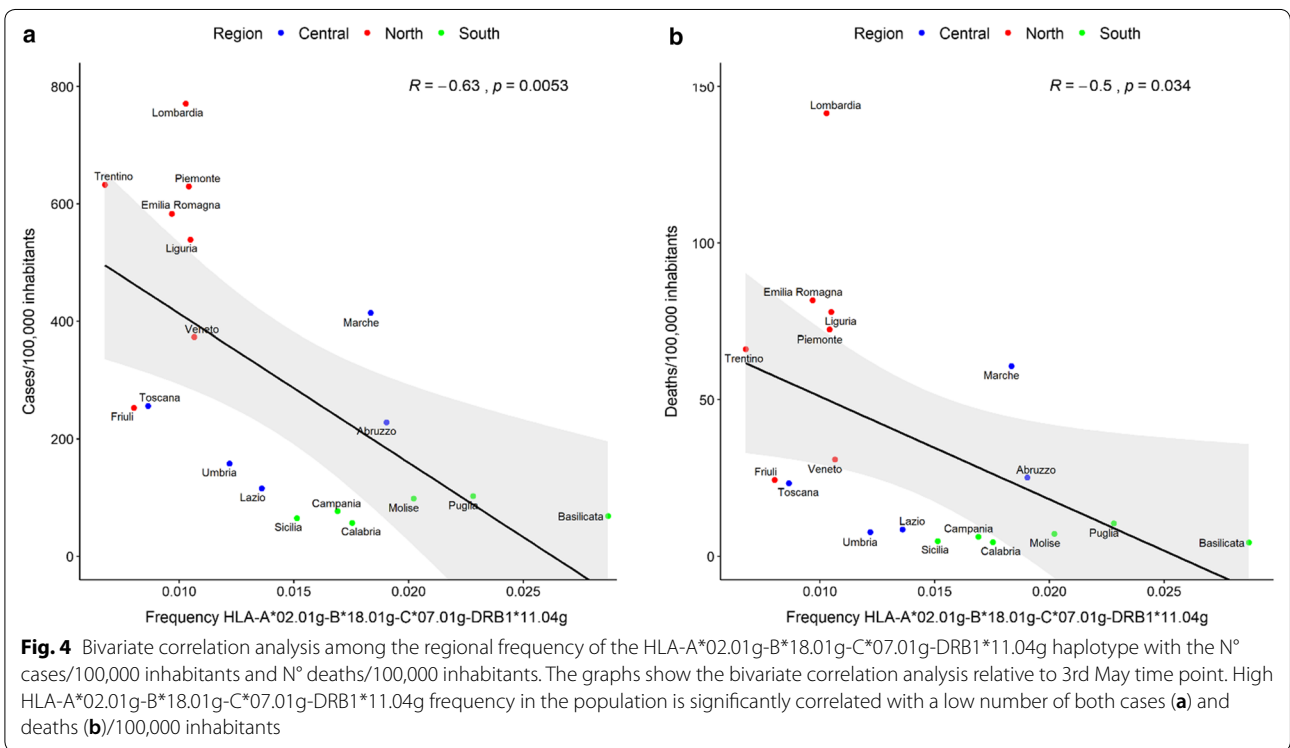 a
Region • Central • North • South
R = −0.63 , p = 0.0053
Cases/100,000 inhabitants
800
600
400
200
0
Lombardia
Trentino
Piemonte
Emilia Romagna
Liguria
Marche
Veneto
Toscana
Friuli
Abruzzo
Umbria
Lazio
Campania
Molise
Puglia
Basilicata
Sicilia
Calabria
0.010 0.015 0.020 0.025
Frequency HLA-A*02.01g-B*18.01g-C*07.01g-DRB1*11.04g
b
Region • Central • North • South
R = −0.5 , p = 0.034
Deaths/100,000 inhabitants
150
100
50
0
Lombardia
Emilia Romagna
Liguria
Piemonte
Trentino
Marche
Veneto
Friuli
Toscana
Abruzzo
Lazio
Campania
Puglia
Umbria
Sicilia
Calabria
Molise
Basilicata
0.010 0.015 0.020 0.025
Frequency HLA-A*02.01g-B*18.01g-C*07.01g-DRB1*11.04g
Fig. 4 Bivariate correlation analysis among the regional frequency of the HLA-A*02.01g-B*18.01g-C*07.01g-DRB1*11.04g haplotype with the N°
cases/100,000 inhabitants and N° deaths/100,000 inhabitants. The graphs show the bivariate correlation analysis relative to 3rd May time point. High
HLA-A*02.01g-B*18.01g-C*07.01g-DRB1*11.04g frequency in the population is significantly correlated with a low number of both cases (a) and
deaths (b)/100,000 inhabitants